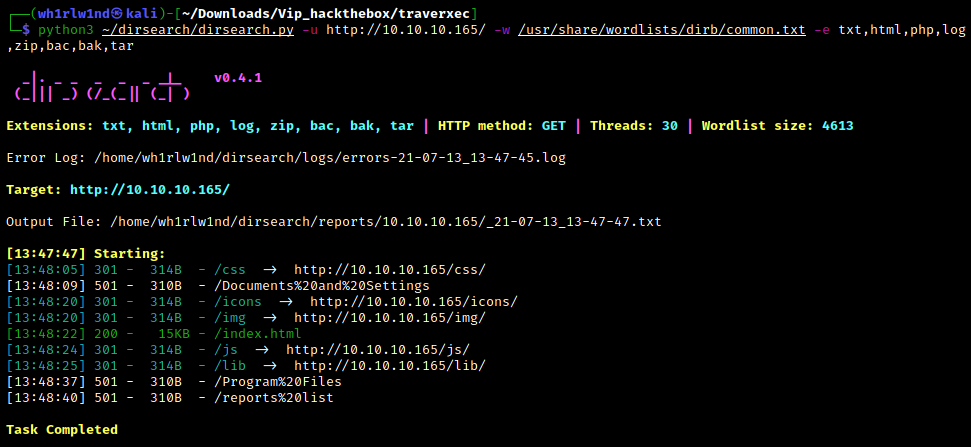 ┌──(wh1rlw1nd㉿kali)-[~/Downloads/Vip_hackthebox/traverxec]
└─$ python3 ~/dirsearch/dirsearch.py -u http://10.10.10.165/ -w /usr/share/wordlists/dirb/common.txt -e txt,html,php,log
,zip,bac,bak,tar
v0.4.1
Extensions: txt, html, php, log, zip, bac, bak, tar | HTTP method: GET | Threads: 30 | Wordlist size: 4613
Error Log: /home/wh1rlw1nd/dirsearch/logs/errors-21-07-13_13-47-45.log
Target: http://10.10.10.165/
Output File: /home/wh1rlw1nd/dirsearch/reports/10.10.10.165/_21-07-13_13-47-47.txt
[13:47:47] Starting:
[13:48:05] 301 - 314B - /css -> http://10.10.10.165/css/
[13:48:09] 501 - 310B - /Documents%20and%20Settings
[13:48:20] 301 - 314B - /icons -> http://10.10.10.165/icons/
[13:48:20] 301 - 314B - /img -> http://10.10.10.165/img/
[13:48:22] 200 - 15KB - /index.html
[13:48:24] 301 - 314B - /js -> http://10.10.10.165/js/
[13:48:25] 301 - 314B - /lib -> http://10.10.10.165/lib/
[13:48:37] 501 - 310B - /Program%20Files
[13:48:40] 501 - 310B - /reports%20list
Task Completed